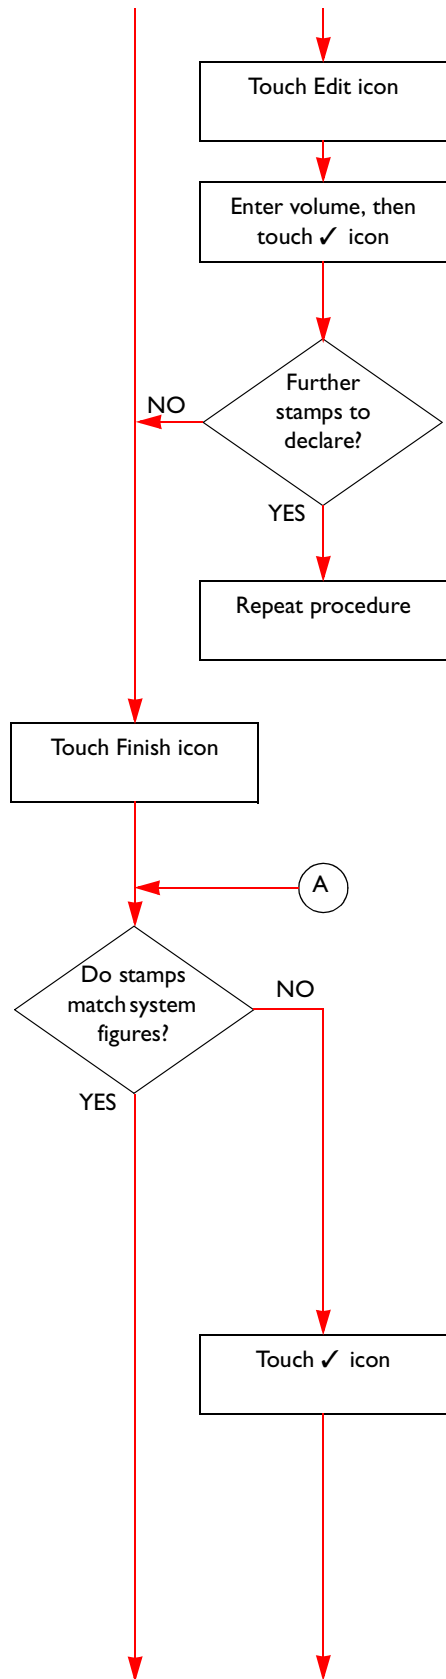 Touch Edit icon
Enter volume, then
touch ✓ icon
Further
stamps to
declare?
NO
YES
Repeat procedure
Touch Finish icon
A
Do stamps
match system
figures?
NO
YES
Touch ✓ icon